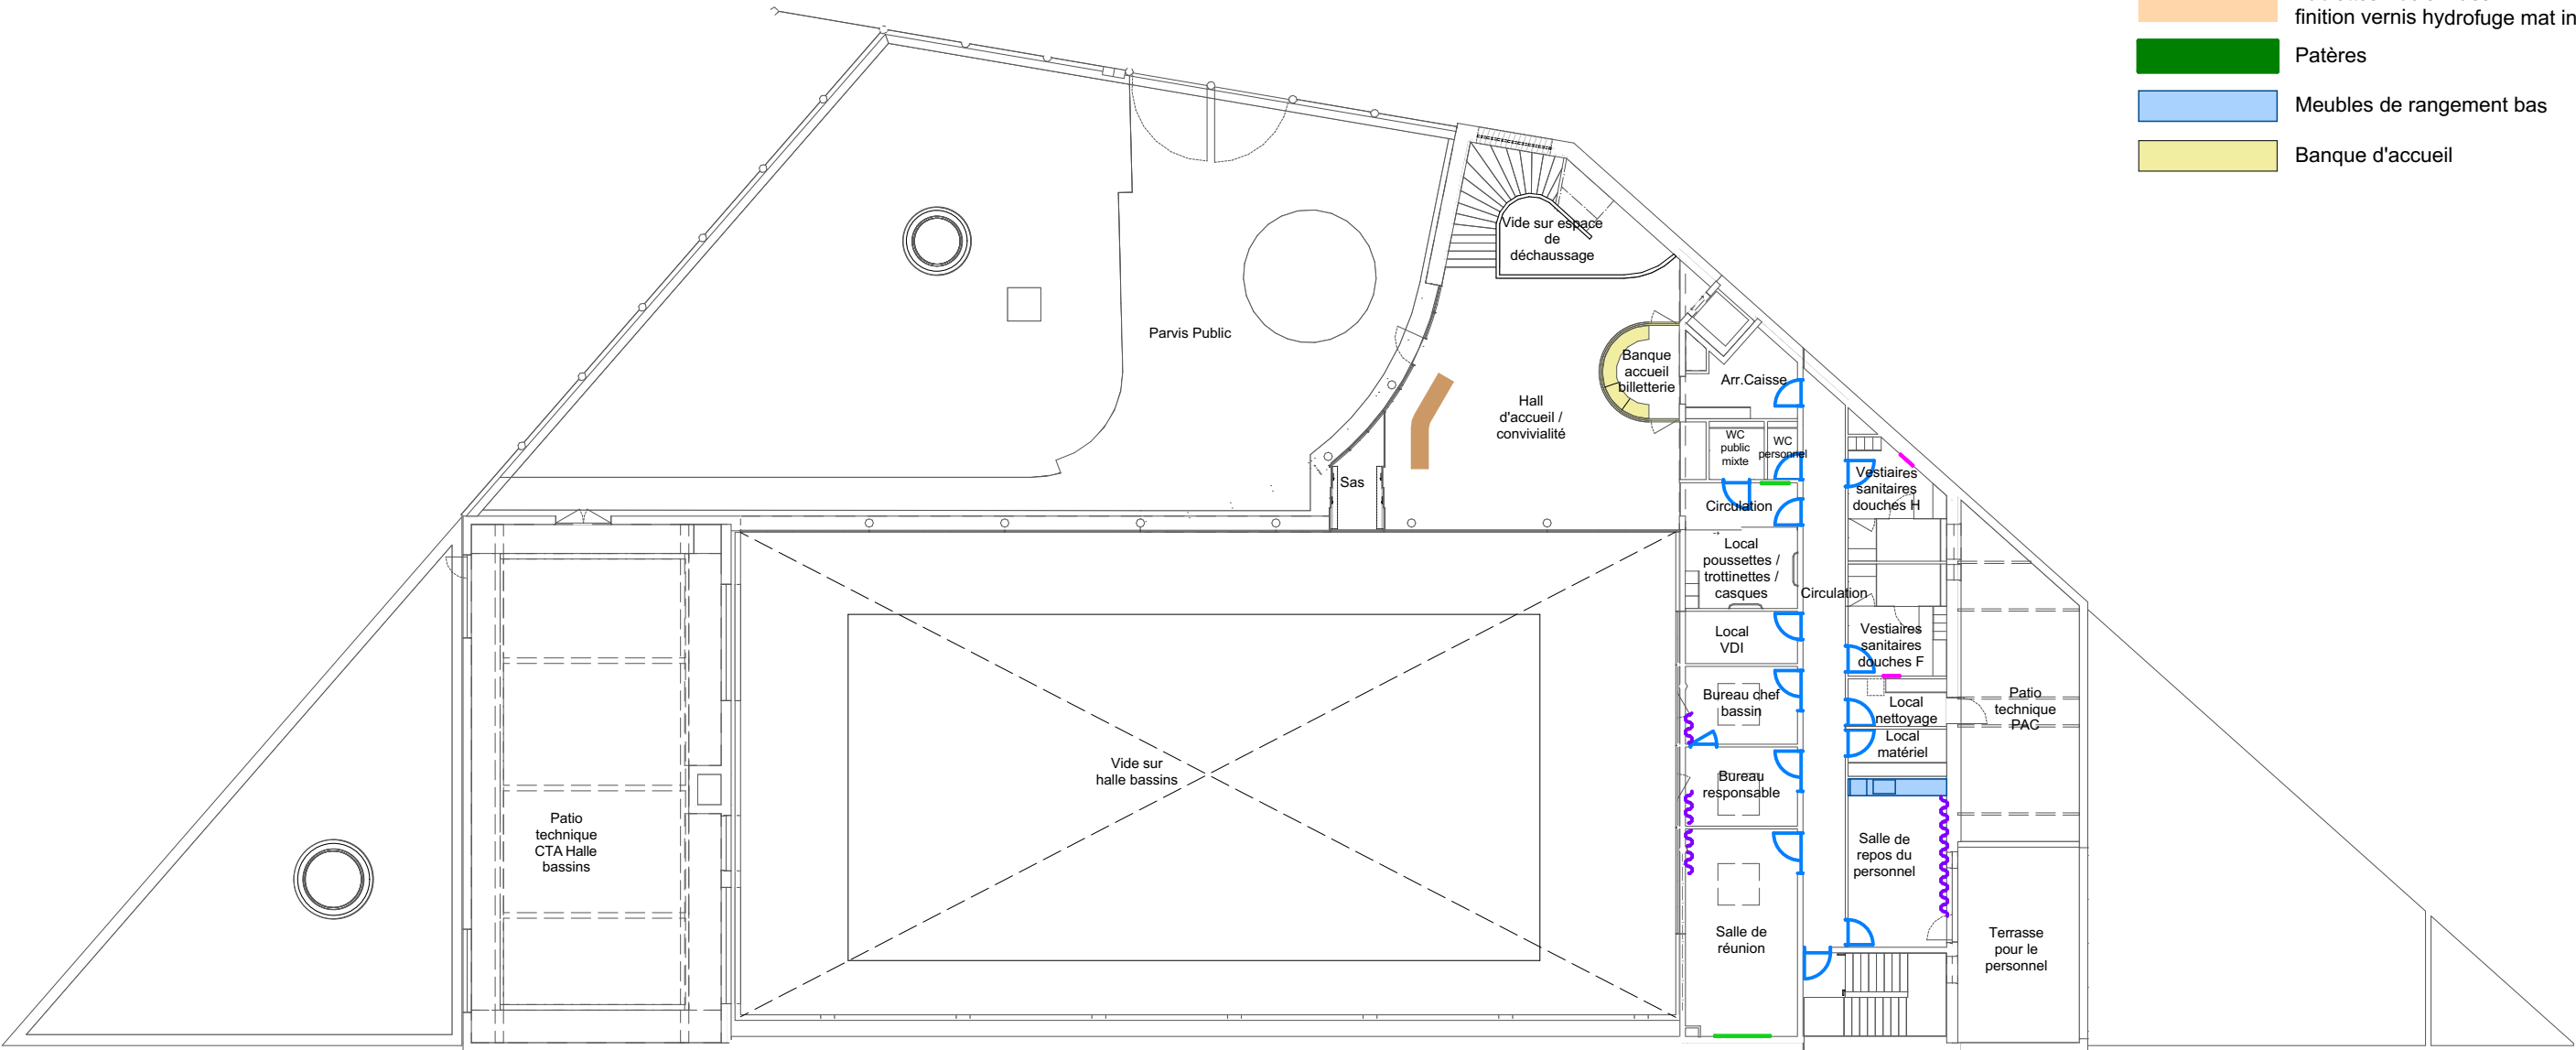 finition vernis hydrofuge mat in
Patères
Meubles de rangement bas
Banque d'accueil
Vide sur espace
de
déchaussage
Parvis Public
Banque
accueil
billetterie
Arr.Caisse
Hall
d'accueil /
convivialité
WC
public
mixte
WC
personnel
Sas
Circulation
Vestiaires
sanitaires
douches H
Local
poussettes /
trottinettes /
casques
Circulation
Local
VDI
Vestiaires
sanitaires
douches F
Bureau chef
bassin
Local
nettoyage
Patio
technique
PAC
Local
matériel
Vide sur
halle bassins
Bureau
responsable
Patio
technique
CTA Halle
bassins
Salle de
repos du
personnel
Salle de
réunion
Terrasse
pour le
personnel